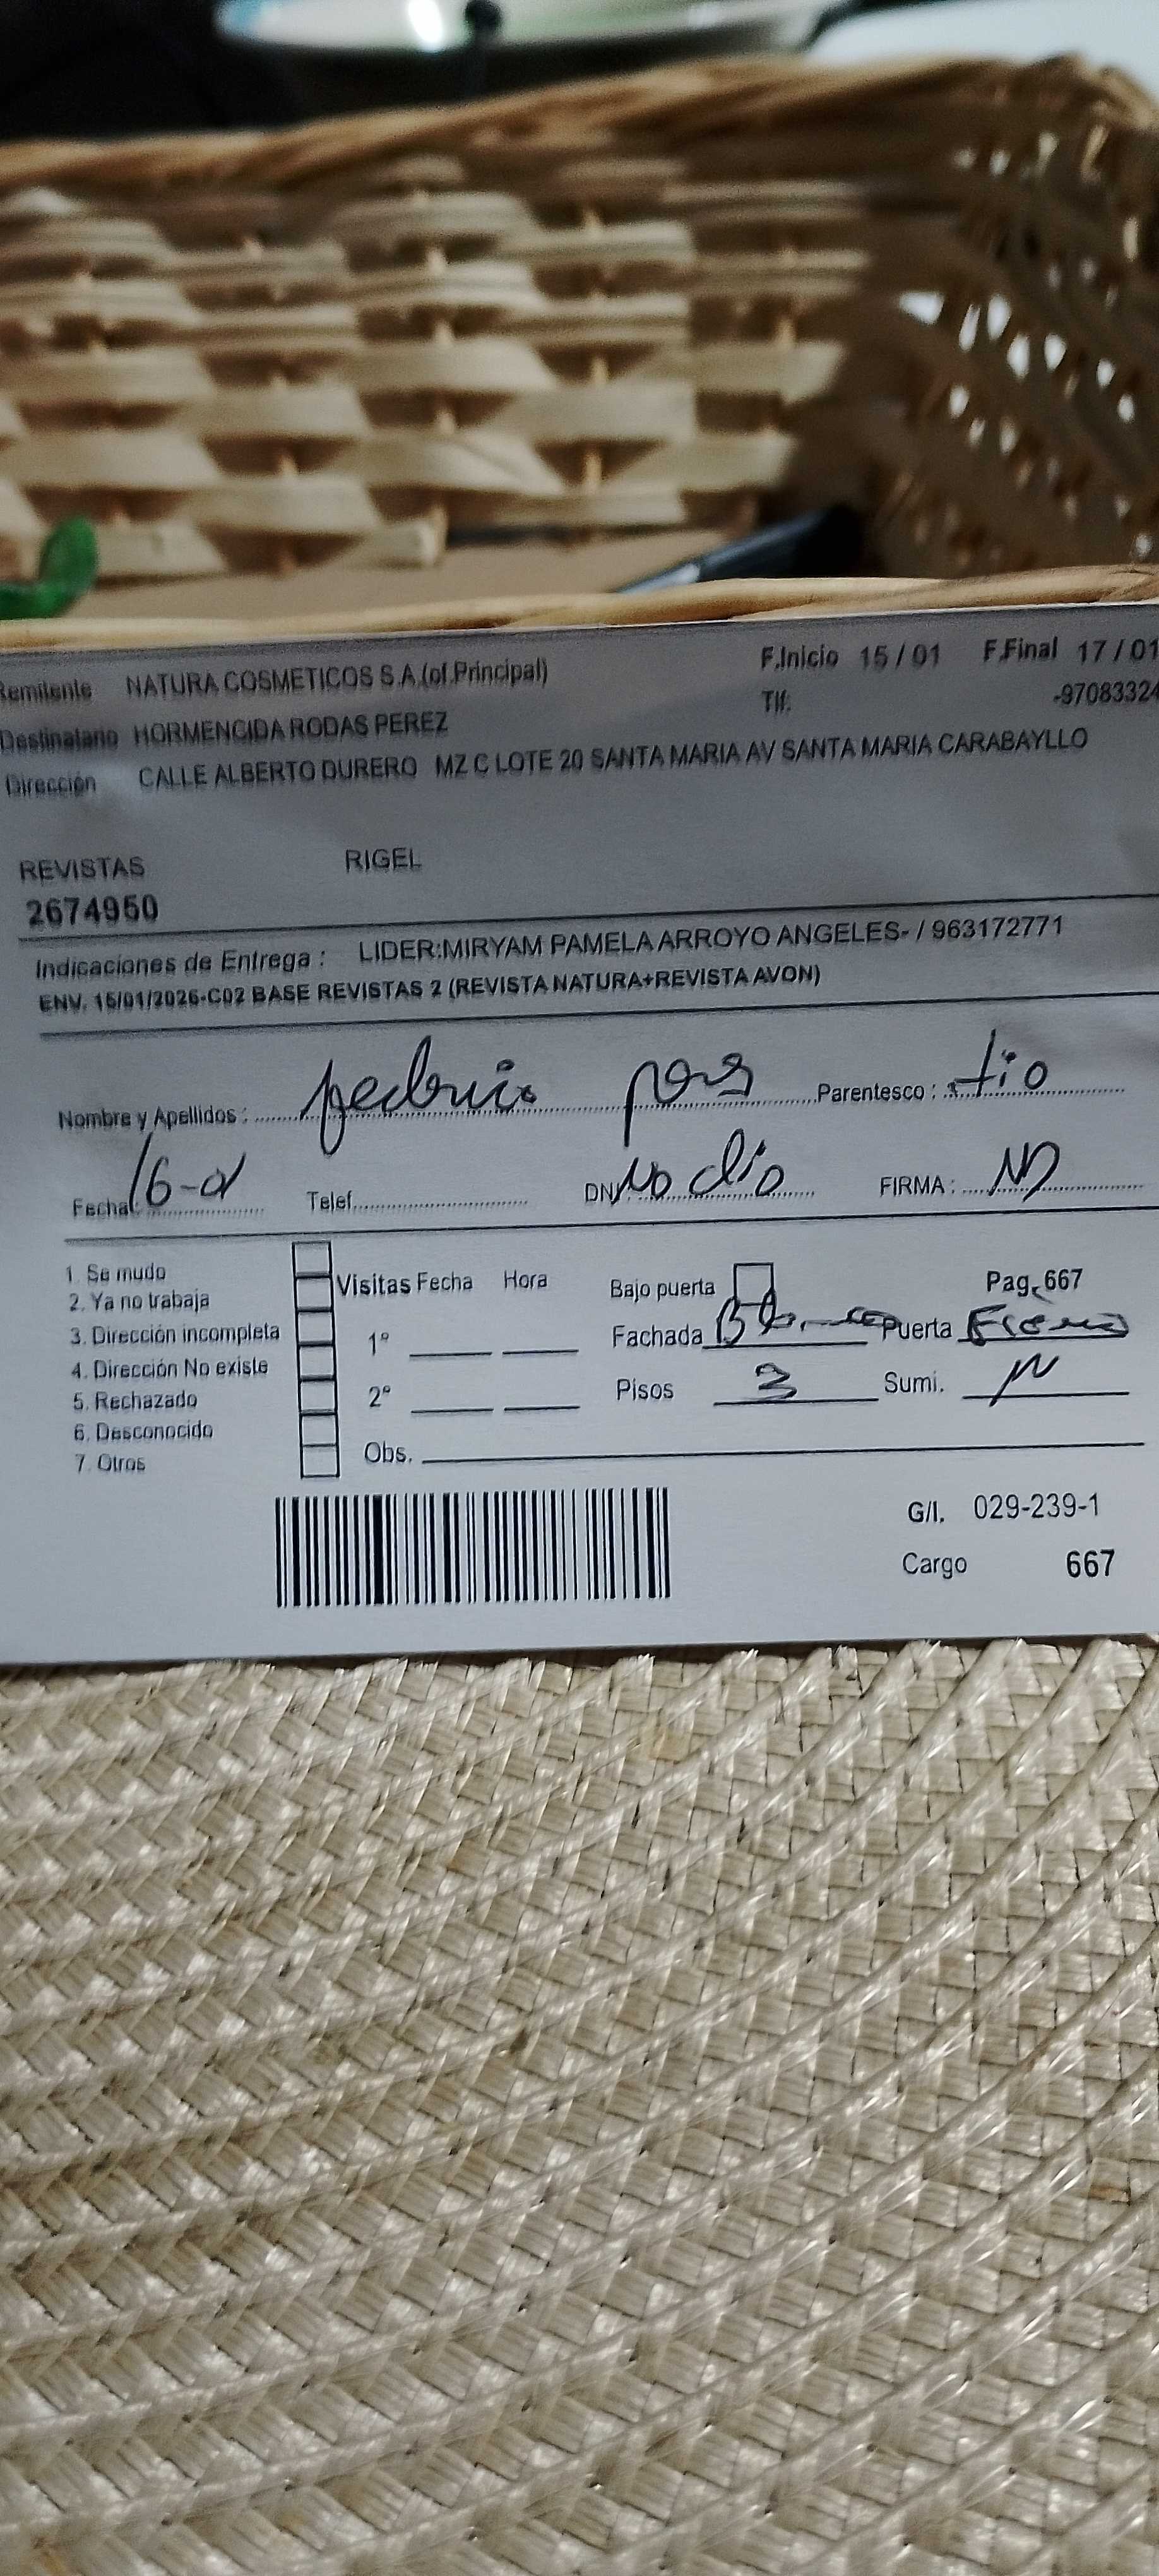 Remitente NATURA COSMETICOS S.A.(of.Principal) F.Inicio 15 / 01 F.Final 17 / 01
Destinatario HORMENCIDA RODAS PEREZ Tlf: -97083324
Dirección CALLE ALBERTO DURERO MZ C LOTE 20 SANTA MARIA AV SANTA MARIA CARABAYLLO
REVISTAS RIGEL
2674950
Indicaciones de Entrega : LIDER:MIRYAM PAMELA ARROYO ANGELES- / 963172771
ENV. 15/01/2026-C02 BASE REVISTAS 2 (REVISTA NATURA+REVISTA AVON)
Nombre y Apellidos : Parentesco : tio
Fecha: 16-01 Telef. DNI: No dio FIRMA :
1. Se mudo
2. Ya no trabaja
3. Dirección incompleta
4. Dirección No existe
5. Rechazado
6. Desconocido
7. Otros
Visitas Fecha Hora
1º
2º
Obs.
Bajo puerta Pag. 667
Fachada Puerta
Pisos 3 Sumi. N
G/I. 029-239-1
Cargo 667